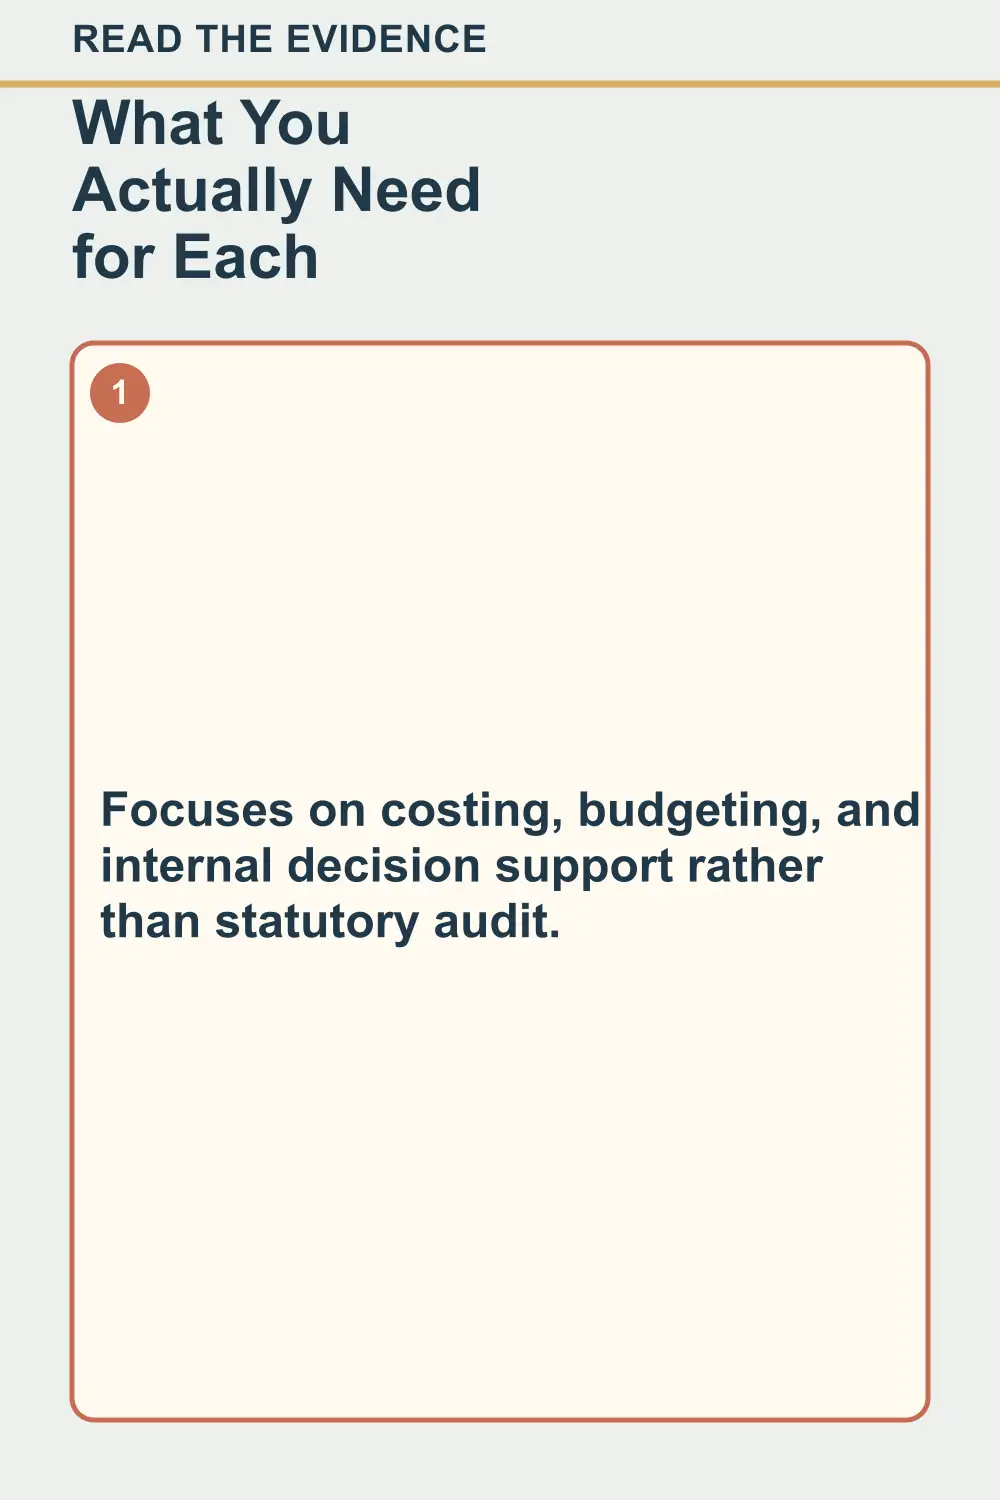 READ THE EVIDENCE
What You
Actually Need
for Each
1
Focuses on costing, budgeting, and
internal decision support rather
than statutory audit.